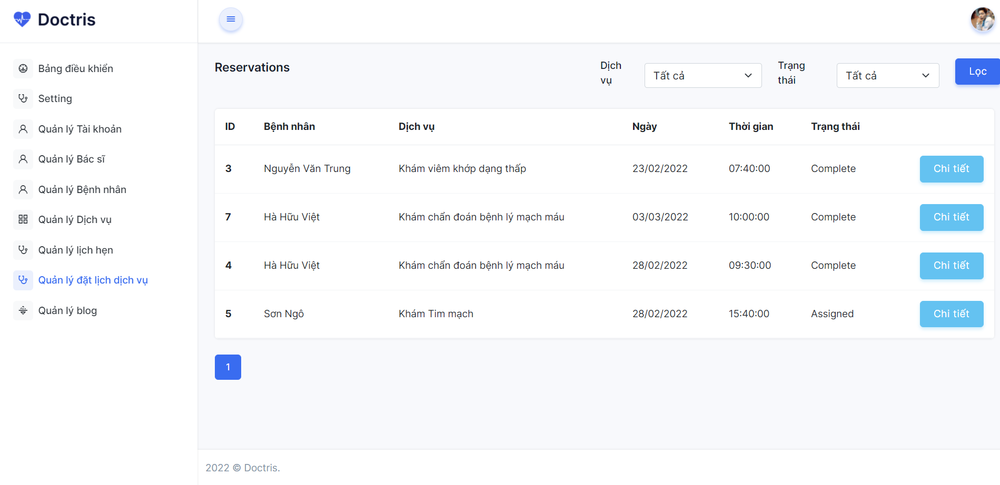 Doctris
Bảng điều khiển
Setting
Quản lý Tài khoản
Quản lý Bác sĩ
Quản lý Bệnh nhân
Quản lý Dịch vụ
Quản lý lịch hẹn
Quản lý đặt lịch dịch vụ
Quản lý blog
Reservations
Dịch
vụ
Tất cả
Trạng
thái
Tất cả
Lọc
ID Bệnh nhân Dịch vụ Ngày Thời gian Trạng thái
3 Nguyễn Văn Trung Khám viêm khớp dạng thấp 23/02/2022 07:40:00 Complete Chi tiết
7 Hà Hữu Việt Khám chẩn đoán bệnh lý mạch máu 03/03/2022 10:00:00 Complete Chi tiết
4 Hà Hữu Việt Khám chẩn đoán bệnh lý mạch máu 28/02/2022 09:30:00 Complete Chi tiết
5 Sơn Ngô Khám Tim mạch 28/02/2022 15:40:00 Assigned Chi tiết
1
2022 © Doctris.